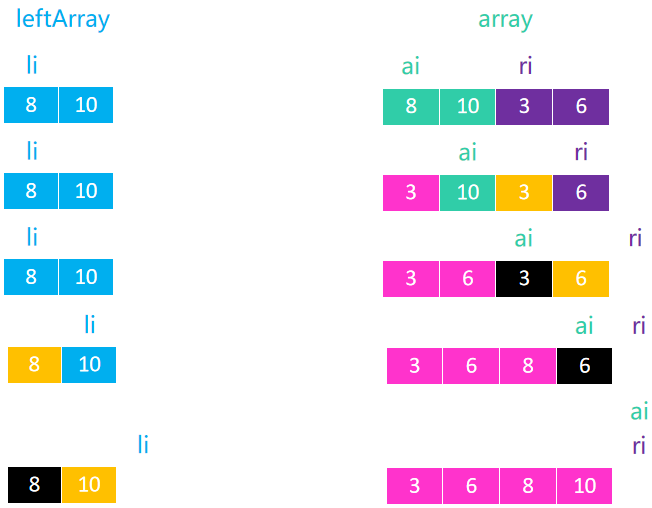 leftArray array
li ai ri
8 10 8 10 3 6
li ai ri
8 10 3 10 3 6
li ai ri
8 10 3 6 3 6
li ai ri
8 10 3 6 8 6
ai
li ri
8 10 3 6 8 10